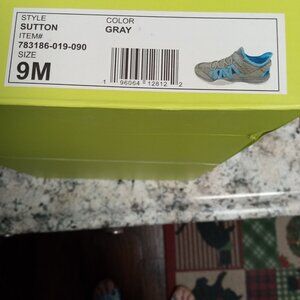 STYLE
SUTTON
ITEM#
783186-019-090
SIZE
9M
COLOR
GRAY
1 96064 12812 2